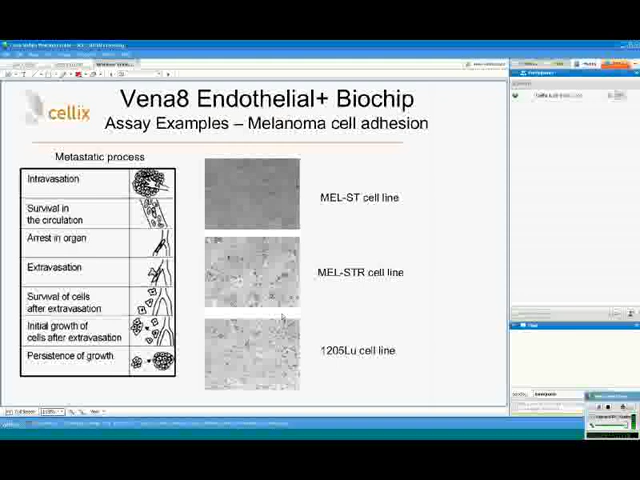 cellix
Vena8 Endothelial+ Biochip
Assay Examples – Melanoma cell adhesion
Metastatic process
Intravasation
Survival in
the circulation
Arrest in organ
Extravasation
Survival of cells
after extravasation
Initial growth of
cells after extravasation
Persistence of growth
MEL-ST cell line
MEL-STR cell line
1205Lu cell line